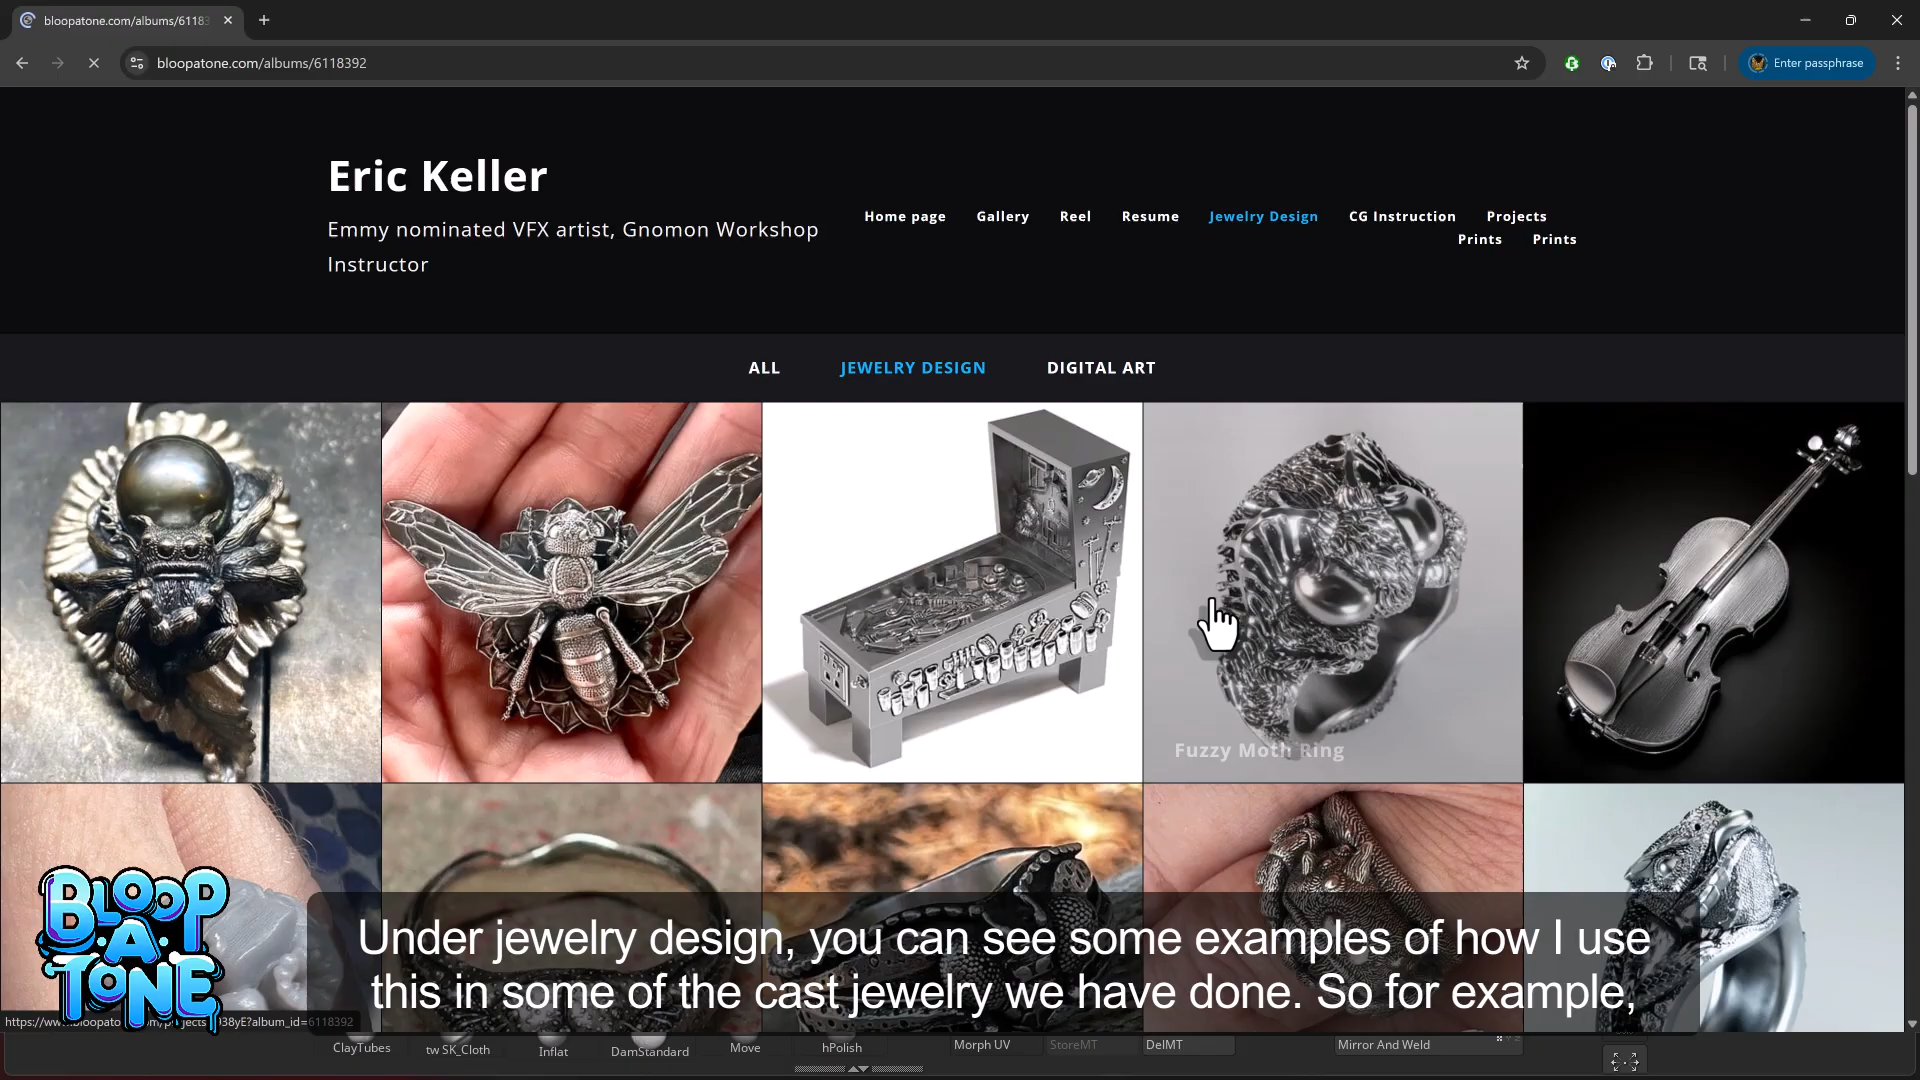 bloopatone.com/albums/61183
bloopatone.com/albums/6118392
Enter passphrase
Eric Keller
Emmy nominated VFX artist, Gnomon Workshop
Instructor
Home page Gallery Reel Resume Jewelry Design CG Instruction Projects
Prints Prints
ALL JEWELRY DESIGN DIGITAL ART
Fuzzy Moth Ring
BLOOP
·A·
TONE
Under jewelry design, you can see some examples of how I use
this in some of the cast jewelry we have done. So for example,
ClayTubes tw SK_Cloth Inflat DamStandard Move hPolish Morph UV StoreMT DelMT Mirror And Weld